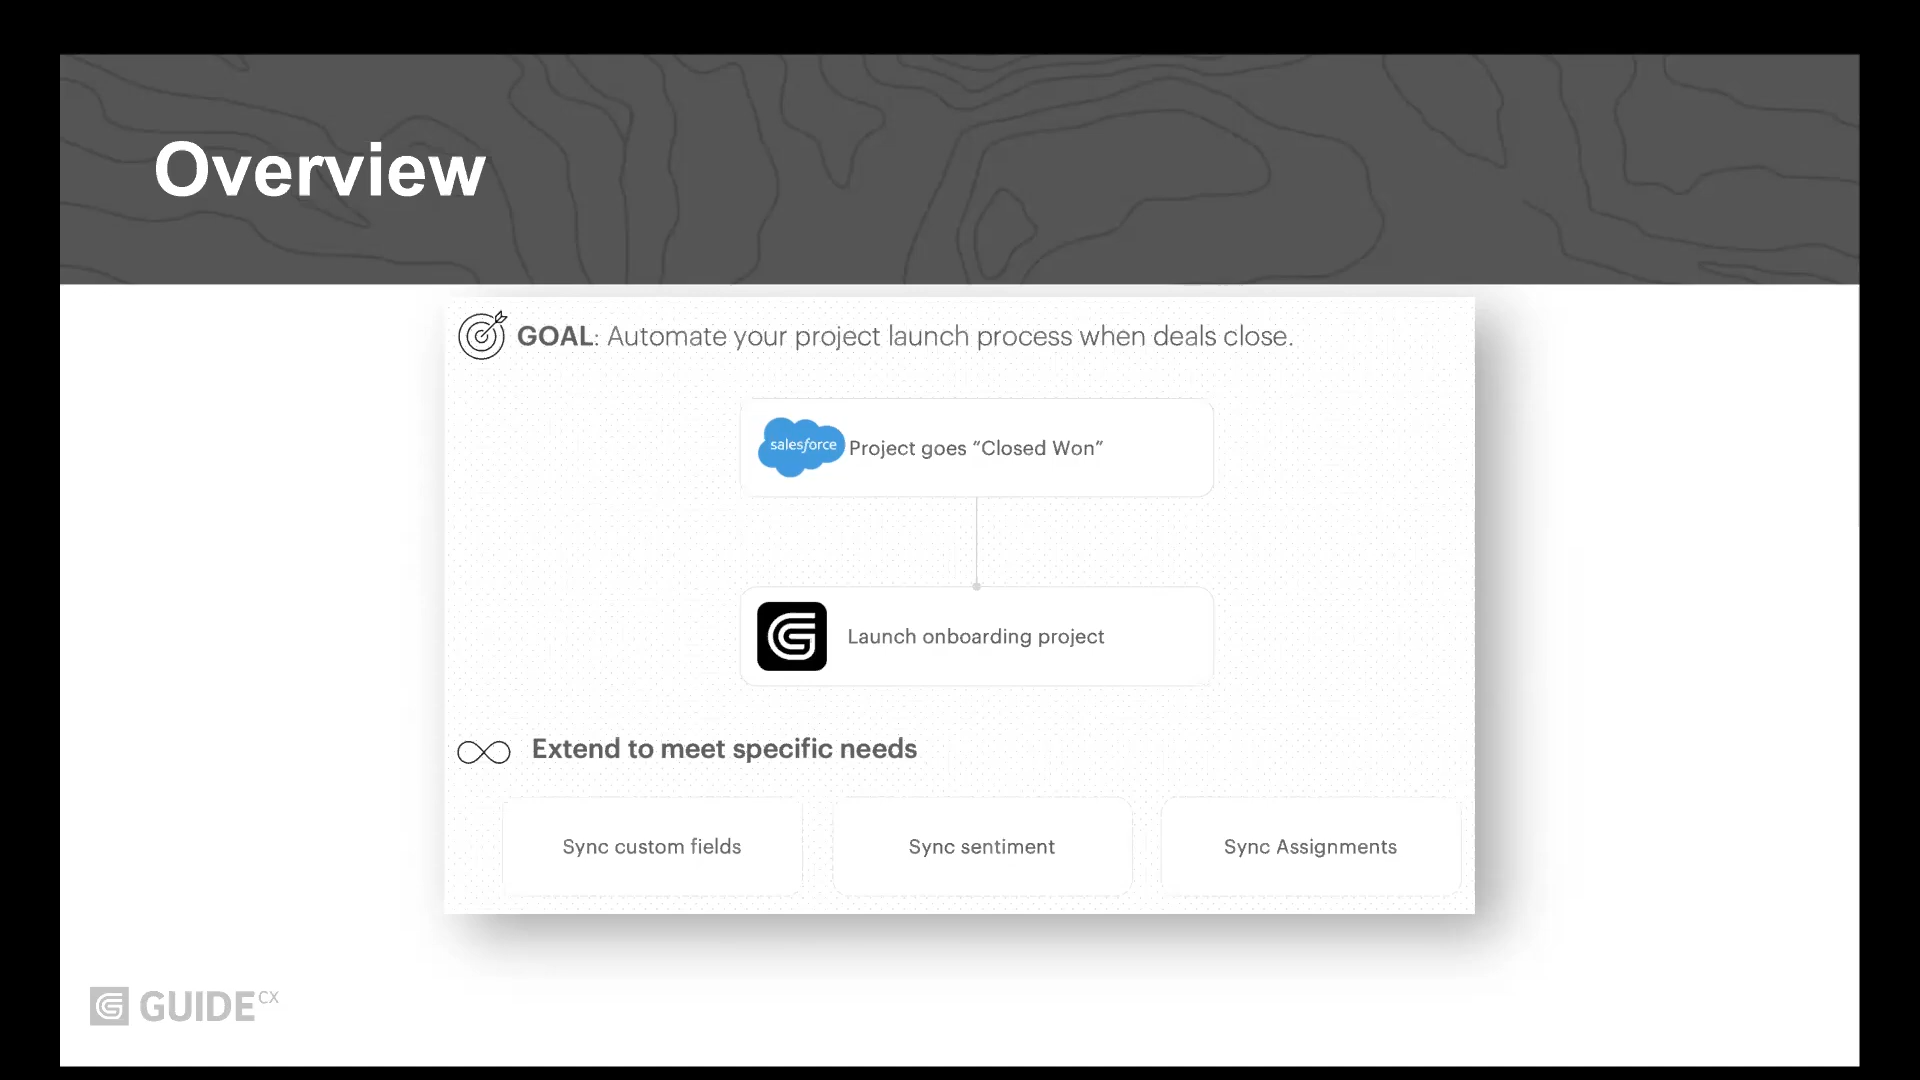 Overview
GOAL: Automate your project launch process when deals close.
salesforce Project goes “Closed Won”
Launch onboarding project
Extend to meet specific needs
Sync custom fields
Sync sentiment
Sync Assignments
GUIDE CX